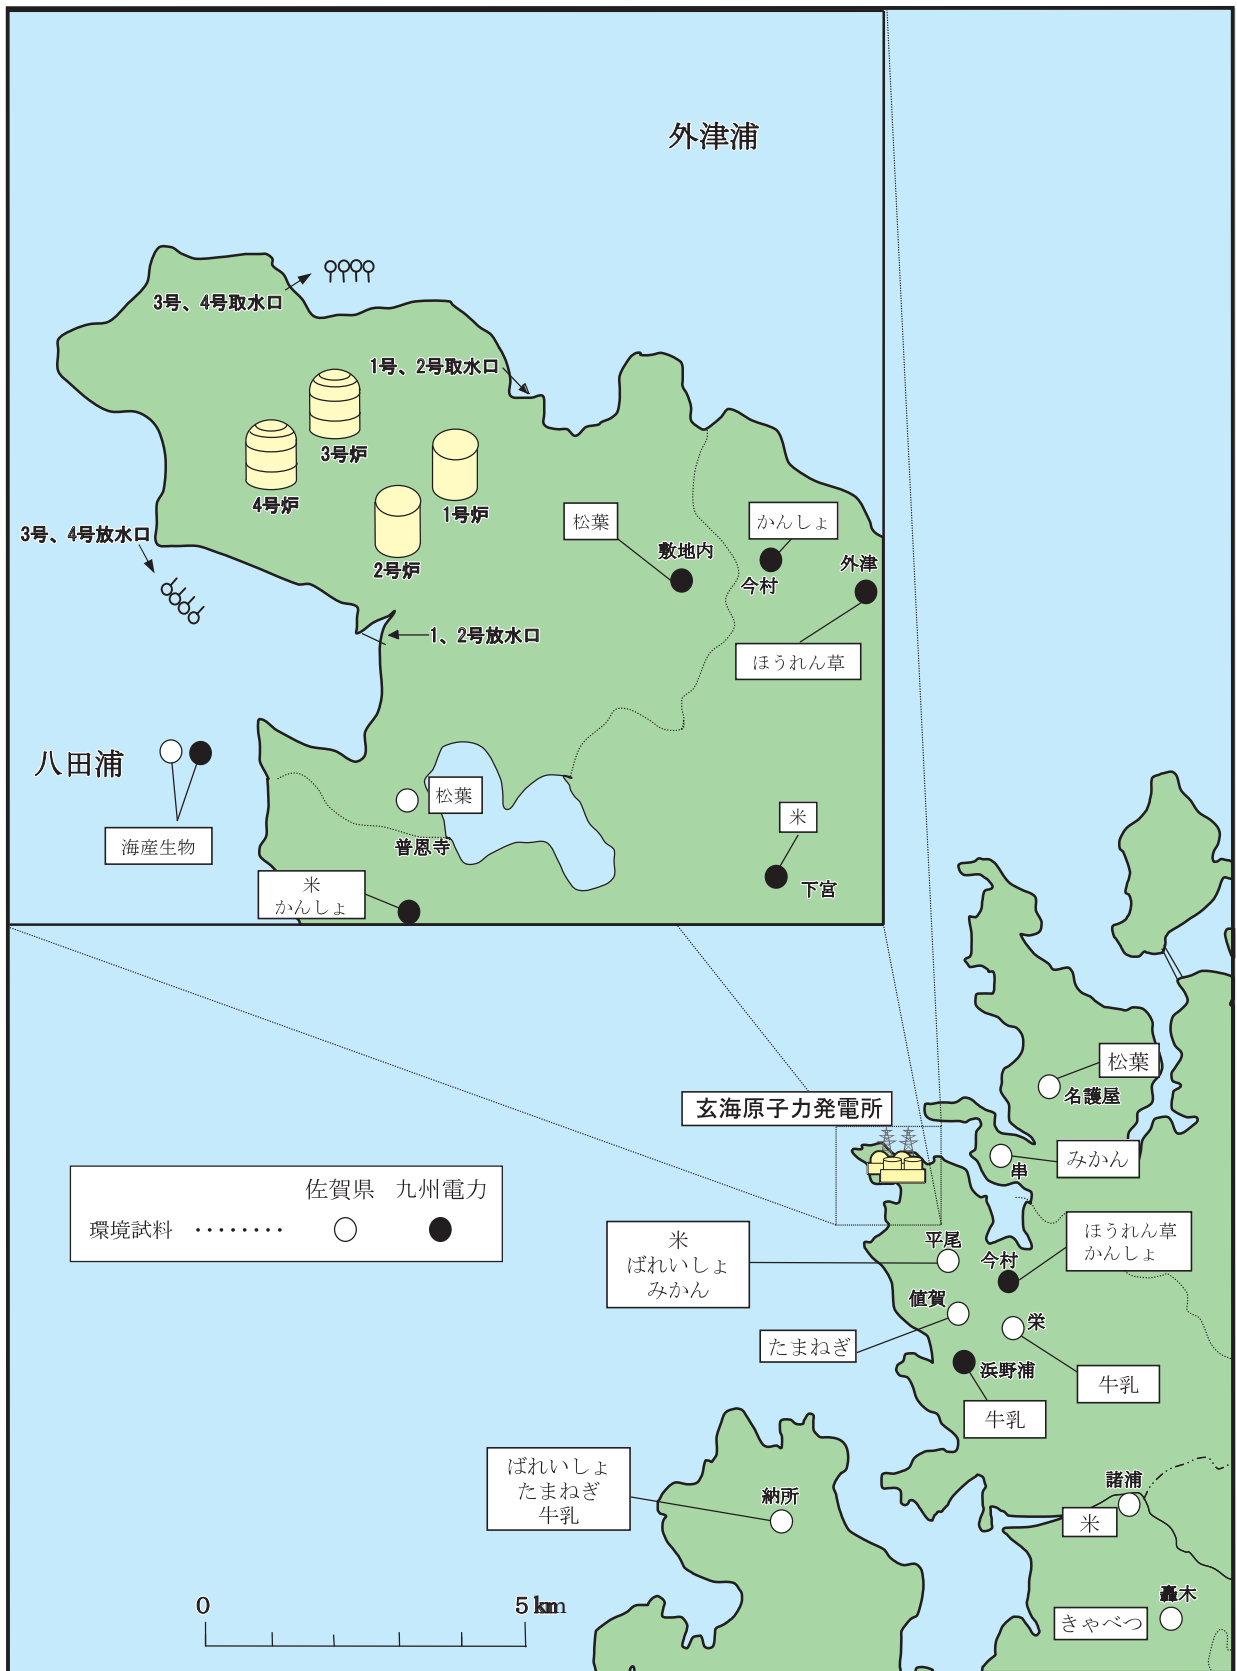 外津浦
3号、4号取水口
1号、2号取水口
3号炉
4号炉
1号炉
2号炉
3号、4号放水口
1、2号放水口
松葉
敷地内
かんしょ
今村
外津
ほうれん草
八田浦
海産生物
松葉
普恩寺
米
かんしょ
米
下宮
玄海原子力発電所
松葉
名護屋
みかん
串
佐賀県 九州電力
環境試料 ・・・・・・・
米
ばれいしょ
みかん
平尾
今村
ほうれん草
かんしょ
値賀
たまねぎ
栄
牛乳
浜野浦
牛乳
ばれいしょ
たまねぎ
牛乳
納所
諸浦
米
轟木
きゃべつ
0 5km